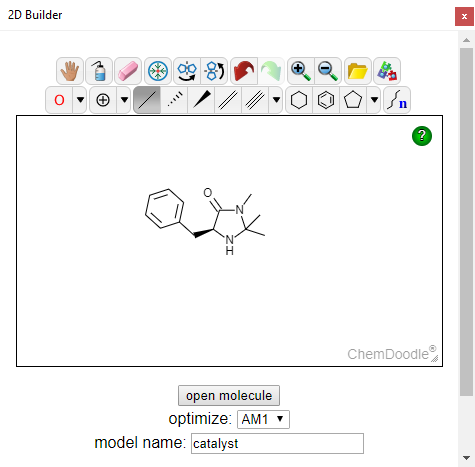 2D Builder
x
O
n
?
O
N
N
H
ChemDoodle®
open molecule
optimize: AM1
model name: catalyst